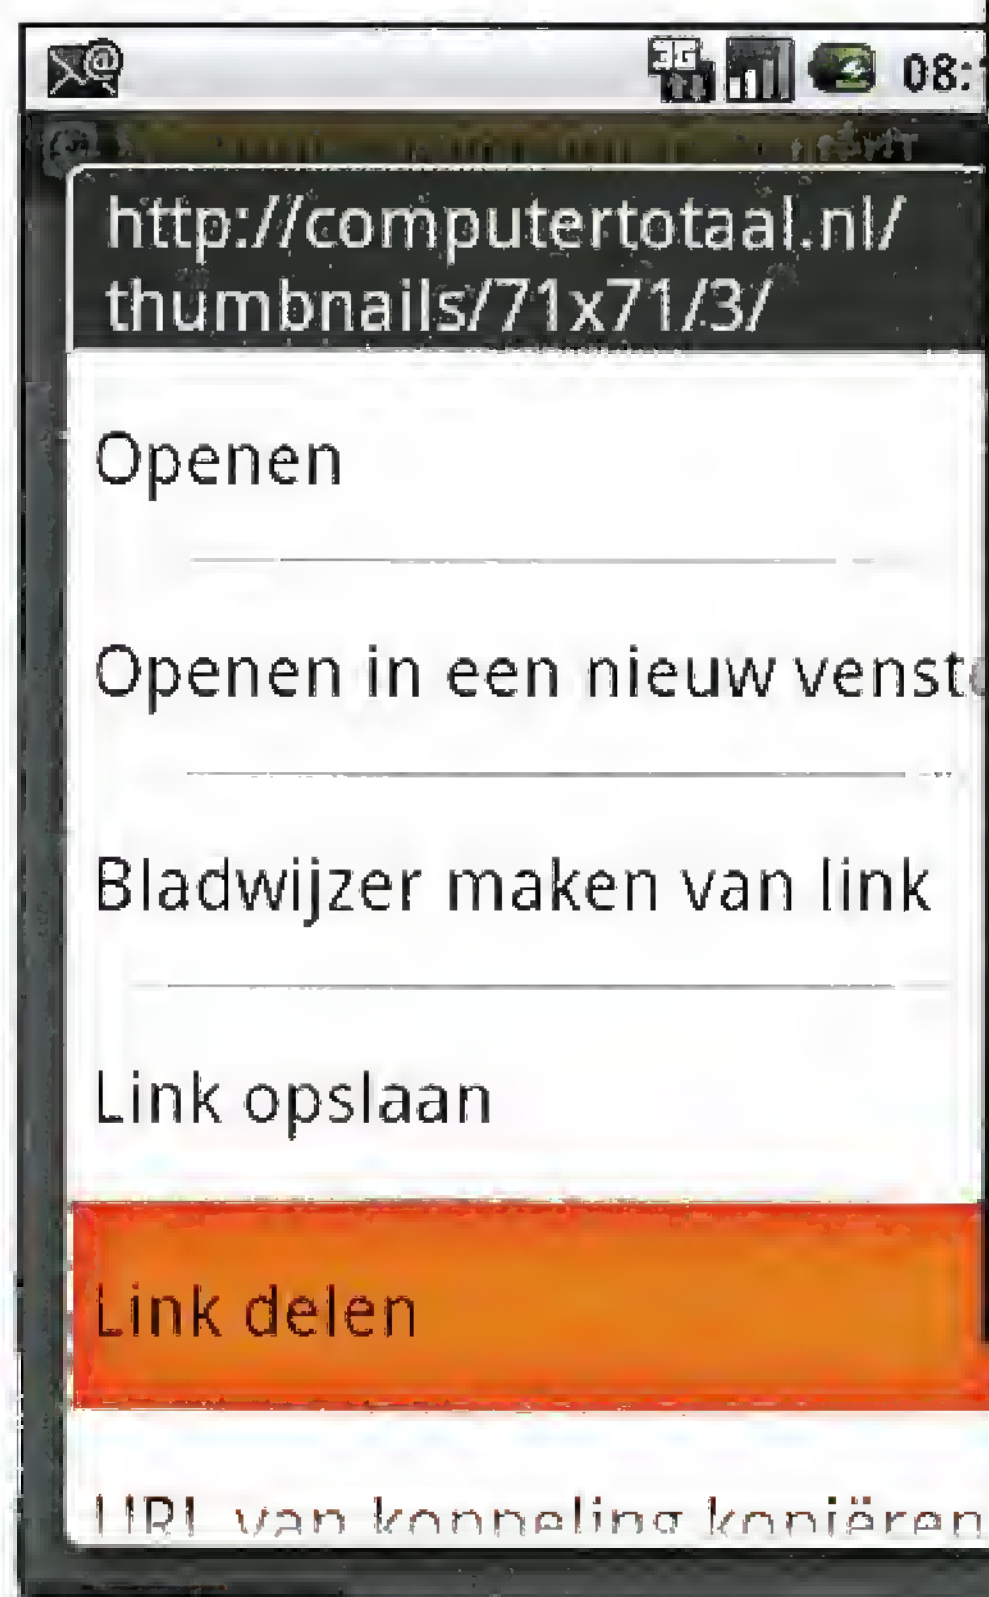 3G
08:
http://computertotaal.nl/
thumbnails/71x71/3/
Openen
Openen in een nieuw venst
Bladwijzer maken van link
Link opslaan
Link delen
URL van koppeling kopiëren